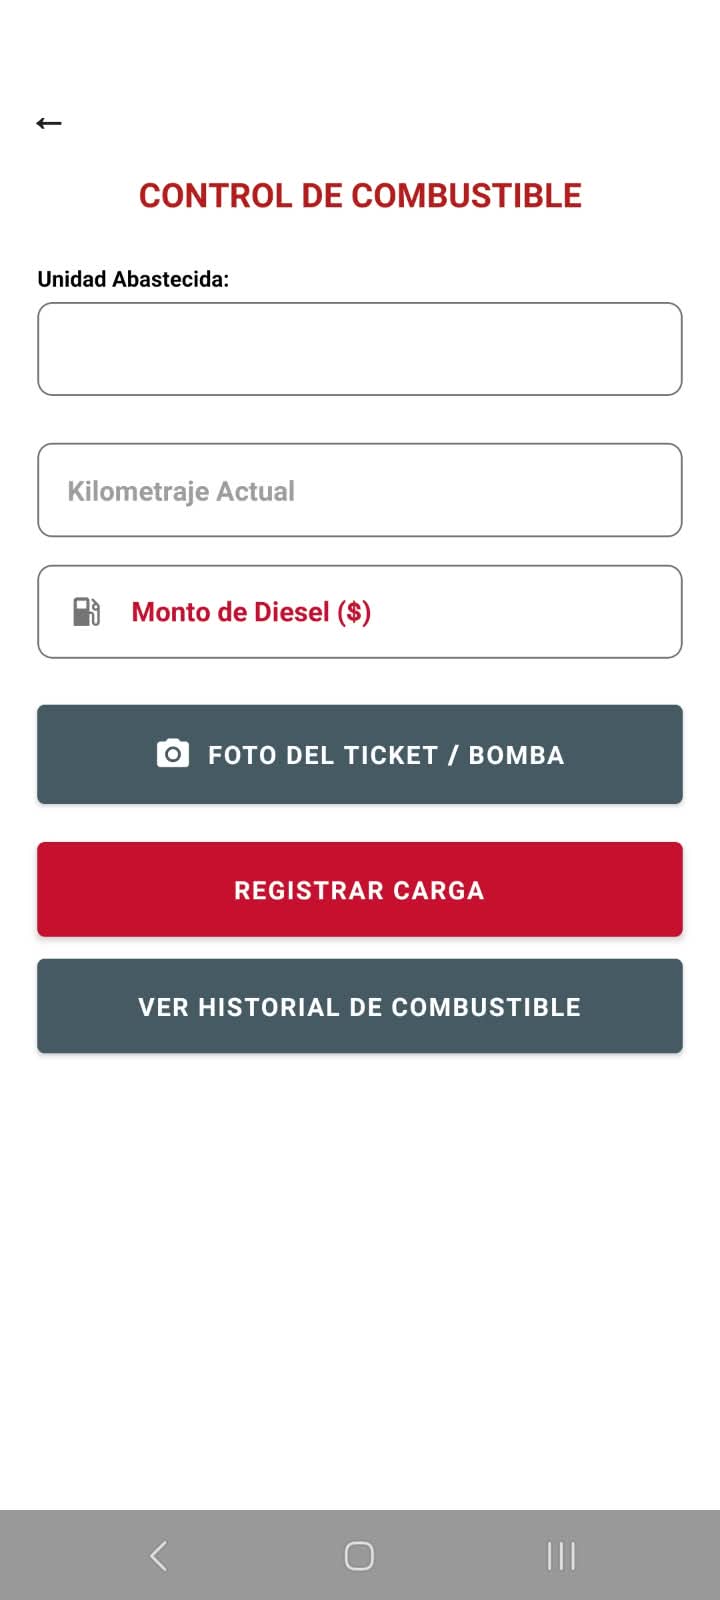 CONTROL DE COMBUSTIBLE
Unidad Abastecida:
Kilometraje Actual
Monto de Diesel ($)
FOTO DEL TICKET / BOMBA
REGISTRAR CARGA
VER HISTORIAL DE COMBUSTIBLE